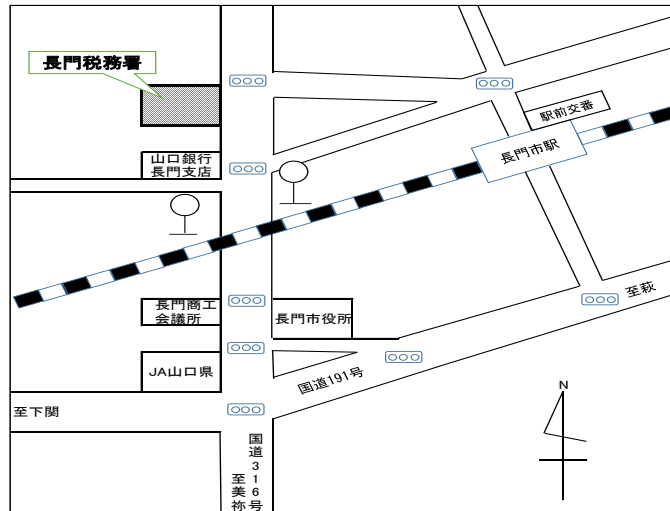 長門税務署
駅前交番
長門市駅
山口銀行
長門支店
長門商工
会議所
長門市役所
至萩
JA山口県
国道191号
至下関
国道316号
至美祢
N